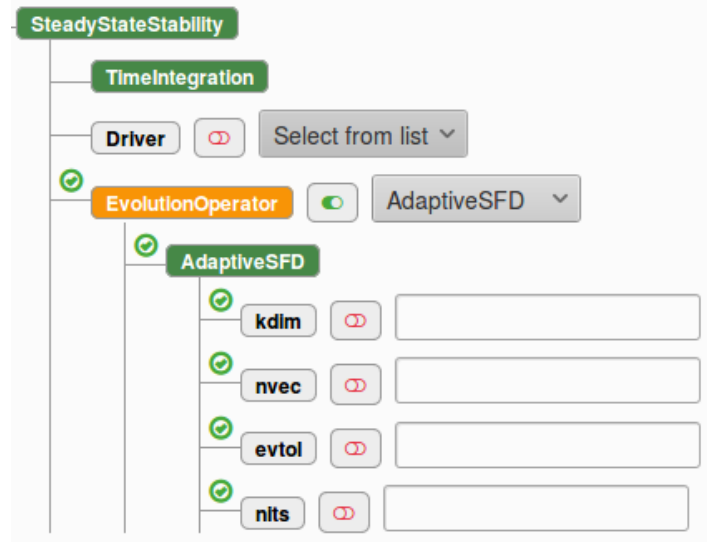 SteadyStateStability
TimeIntegration
Driver Select from list
EvolutionOperator AdaptiveSFD
AdaptiveSFD
kdim
nvec
evtol
nits